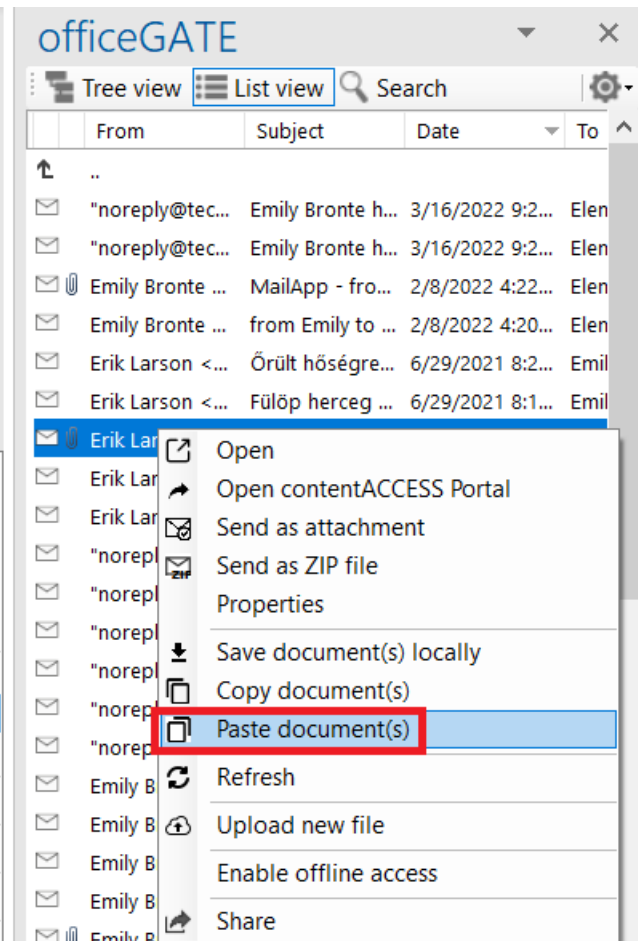 officeGATE
Tree view List view Search
From Subject Date To
..
"noreply@tec... Emily Bronte h... 3/16/2022 9:2... Elen
"noreply@tec... Emily Bronte h... 3/16/2022 9:2... Elen
Emily Bronte ... MailApp - fro... 2/8/2022 4:22... Elen
Emily Bronte ... from Emily to ... 2/8/2022 4:20... Elen
Erik Larson <... Őrült hőségre... 6/29/2021 8:2... Emil
Erik Larson <... Fülöp herceg ... 6/29/2021 8:1... Emil
Erik Lar
Open
Erik Lar
Open contentACCESS Portal
Erik Lar
Send as attachment
"norepl
ZIP Send as ZIP file
"norepl
Properties
"norepl
"norepl
Save document(s) locally
"norep
Copy document(s)
"norep
Paste document(s)
Emily B
Refresh
Emily B
Upload new file
Emily B
Enable offline access
Emily B
Share
Emily B